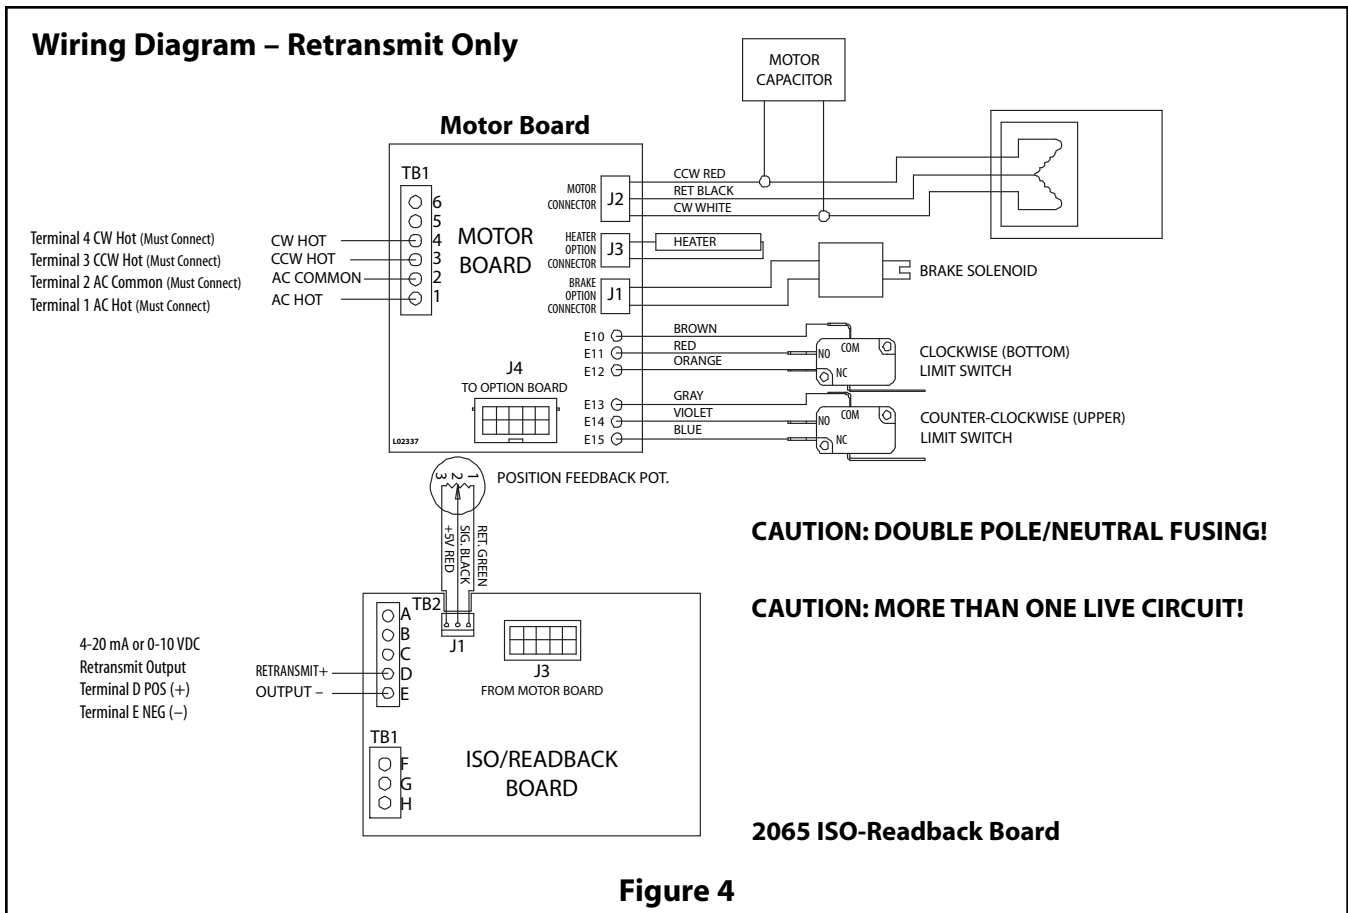 Wiring Diagram – Retransmit Only
MOTOR
CAPACITOR
Motor Board
TB1
6
5
4
3
2
1
MOTOR
BOARD
Terminal 4 CW Hot (Must Connect)
Terminal 3 CCW Hot (Must Connect)
Terminal 2 AC Common (Must Connect)
Terminal 1 AC Hot (Must Connect)
CW HOT
CCW HOT
AC COMMON
AC HOT
MOTOR
CONNECTOR
J2
CCW RED
RET BLACK
CW WHITE
HEATER
OPTION
CONNECTOR
J3
HEATER
BRAKE
OPTION
CONNECTOR
J1
BRAKE SOLENOID
E10
E11
E12
BROWN
RED
ORANGE
COM
NO
NC
CLOCKWISE (BOTTOM)
LIMIT SWITCH
E13
E14
E15
GRAY
VIOLET
BLUE
COM
NO
NC
COUNTER-CLOCKWISE (UPPER)
LIMIT SWITCH
J4
TO OPTION BOARD
L02337
3 2 1
POSITION FEEDBACK POT.
+5V RED
SIG. BLACK
RET. GREEN
CAUTION: DOUBLE POLE/NEUTRAL FUSING!
CAUTION: MORE THAN ONE LIVE CIRCUIT!
TB2
A
B
C
D
E
J1
J3
FROM MOTOR BOARD
4-20 mA or 0-10 VDC
Retransmit Output
Terminal D POS (+)
Terminal E NEG (–)
RETRANSMIT+
OUTPUT –
TB1
F
G
H
ISO/READBACK
BOARD
2065 ISO-Readback Board
Figure 4